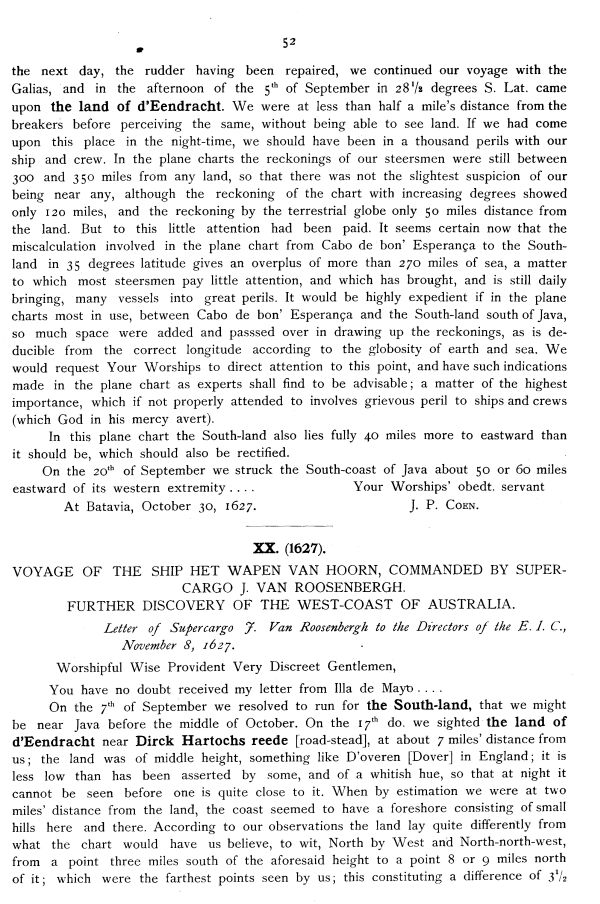 52
the next day, the rudder having been repaired, we continued our voyage with the
Galias, and in the afternoon of the 5th of September in 28 1/2 degrees S. Lat. came
upon the land of d'Eendracht. We were at less than half a mile's distance from the
breakers before perceiving the same, without being able to see land. If we had come
upon this place in the night-time, we should have been in a thousand perils with our
ship and crew. In the plane charts the reckonings of our steersmen were still between
300 and 350 miles from any land, so that there was not the slightest suspicion of our
being near any, although the reckoning of the chart with increasing degrees showed
only 120 miles, and the reckoning by the terrestrial globe only 50 miles distance from
the land. But to this little attention had been paid. It seems certain now that the
miscalculation involved in the plane chart from Cabo de bon' Esperança to the South-
land in 35 degrees latitude gives an overplus of more than 270 miles of sea, a matter
to which most steersmen pay little attention, and which has brought, and is still daily
bringing, many vessels into great perils. It would be highly expedient if in the plane
charts most in use, between Cabo de bon' Esperança and the South-land south of Java,
so much space were added and passsed over in drawing up the reckonings, as is de-
ducible from the correct longitude according to the globosity of earth and sea. We
would request Your Worships to direct attention to this point, and have such indications
made in the plane chart as experts shall find to be advisable; a matter of the highest
importance, which if not properly attended to involves grievous peril to ships and crews
(which God in his mercy avert).
In this plane chart the South-land also lies fully 40 miles more to eastward than
it should be, which should also be rectified.
On the 20th of September we struck the South-coast of Java about 50 or 60 miles
eastward of its western extremity .... Your Worships' obedt. servant
At Batavia, October 30, 1627. J. P. Coen.
XX. (1627).
VOYAGE OF THE SHIP HET WAPEN VAN HOORN, COMMANDED BY SUPER-
CARGO J. VAN ROOSENBERGH.
FURTHER DISCOVERY OF THE WEST-COAST OF AUSTRALIA.
Letter of Supercargo J. Van Roosenbergh to the Directors of the E. I. C.,
November 8, 1627.
Worshipful Wise Provident Very Discreet Gentlemen,
You have no doubt received my letter from Illa de Mayo ....
On the 7th of September we resolved to run for the South-land, that we might
be near Java before the middle of October. On the 17th do. we sighted the land of
d'Eendracht near Dirck Hartochs reede [road-stead], at about 7 miles' distance from
us; the land was of middle height, something like D'overen [Dover] in England; it is
less low than has been asserted by some, and of a whitish hue, so that at night it
cannot be seen before one is quite close to it. When by estimation we were at two
miles' distance from the land, the coast seemed to have a foreshore consisting of small
hills here and there. According to our observations the land lay quite differently from
what the chart would have us believe, to wit, North by West and North-north-west,
from a point three miles south of the aforesaid height to a point 8 or 9 miles north
of it; which were the farthest points seen by us; this constituting a difference of 3 1/2